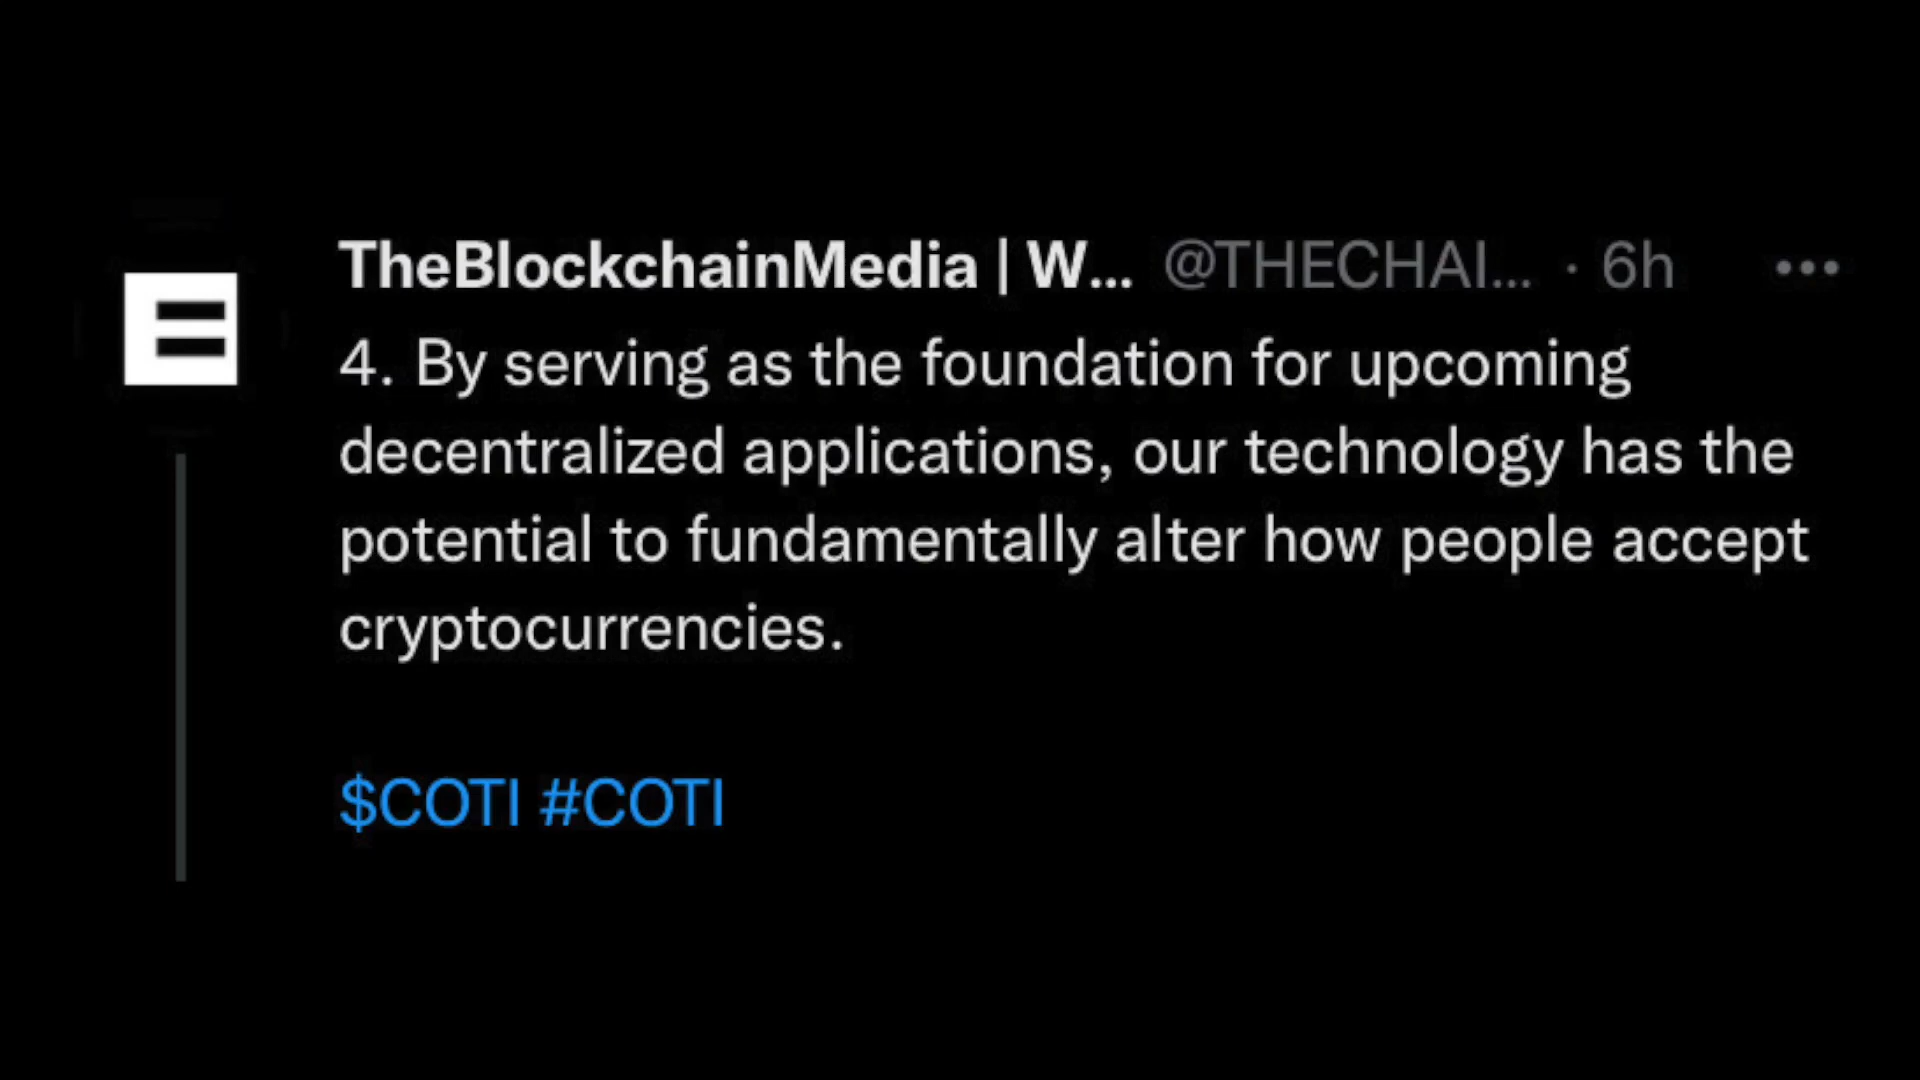 TheBlockchainMedia | W... @THECHAI... · 6h
4. By serving as the foundation for upcoming
decentralized applications, our technology has the
potential to fundamentally alter how people accept
cryptocurrencies.
$COTI #COTI